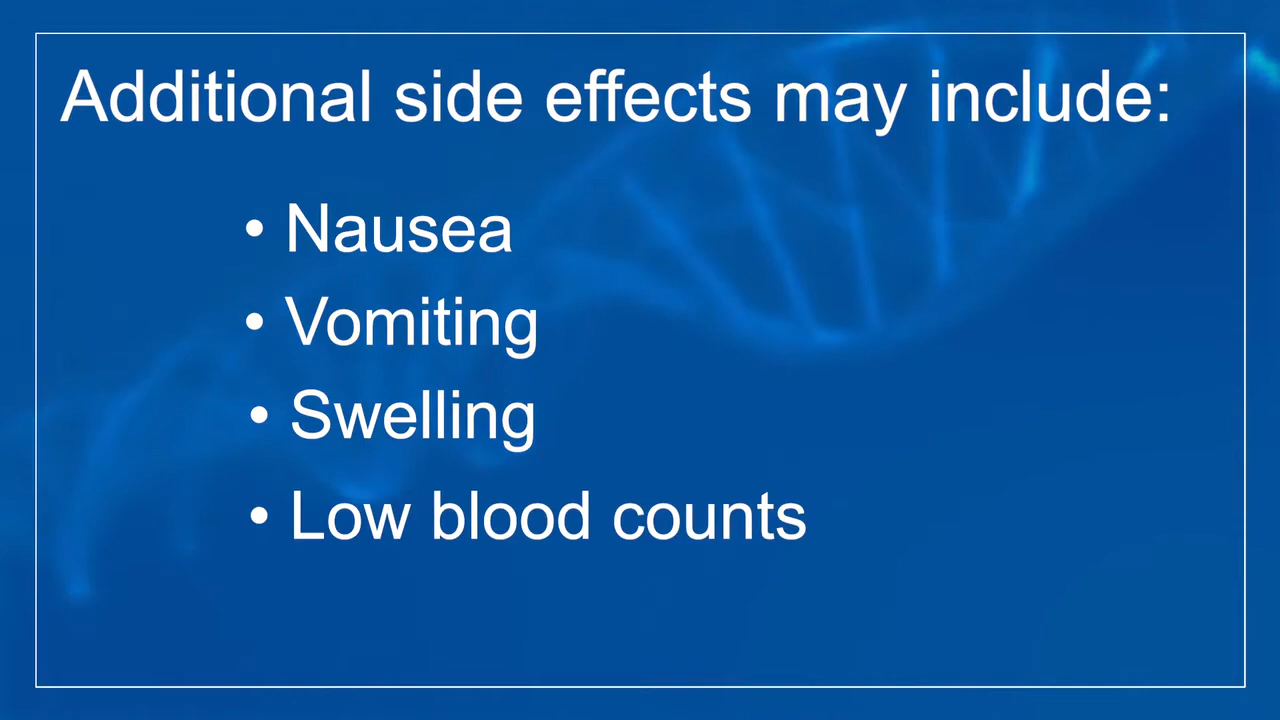 Additional side effects may include:
• Nausea
• Vomiting
• Swelling
• Low blood counts